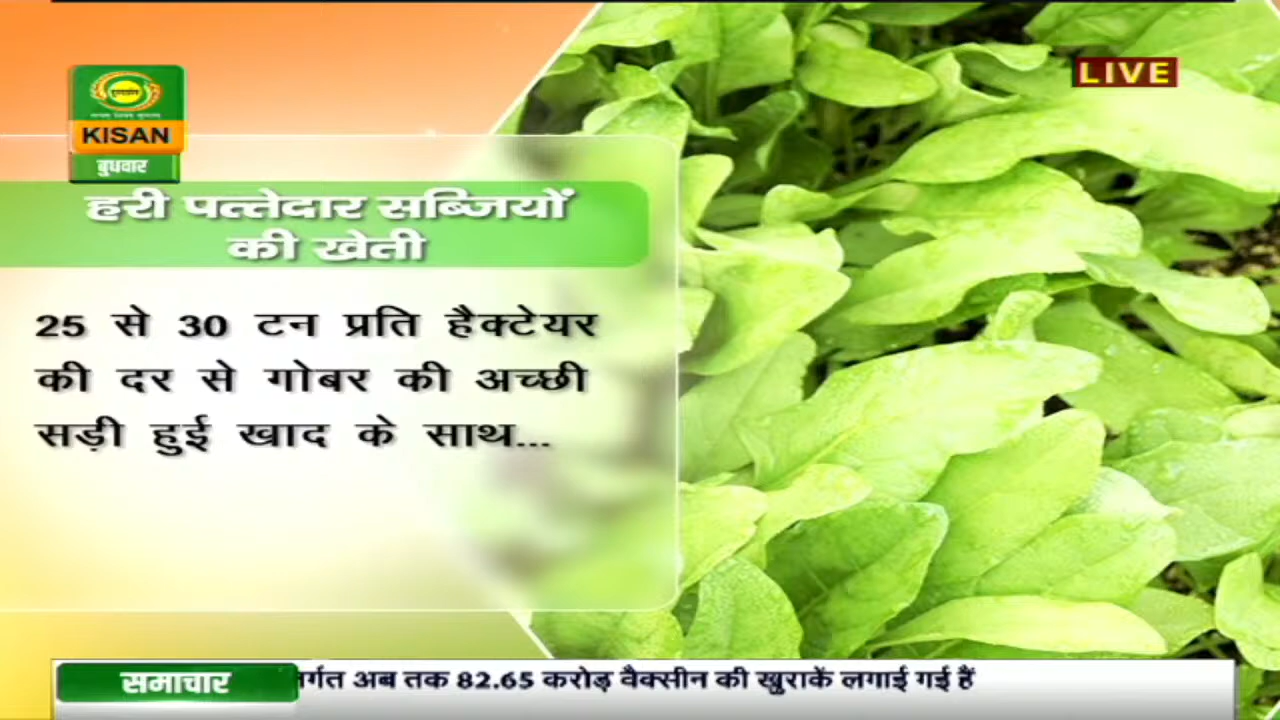 LIVE
KISAN
बुधवार
हरी पत्तेदार सब्जियों
की खेती
25 से 30 टन प्रति हैक्टेयर
की दर से गोबर की अच्छी
सड़ी हुई खाद के साथ...
समाचार
र्गत अब तक 82.65 करोड़ वैक्सीन की खुराकें लगाई गई हैं